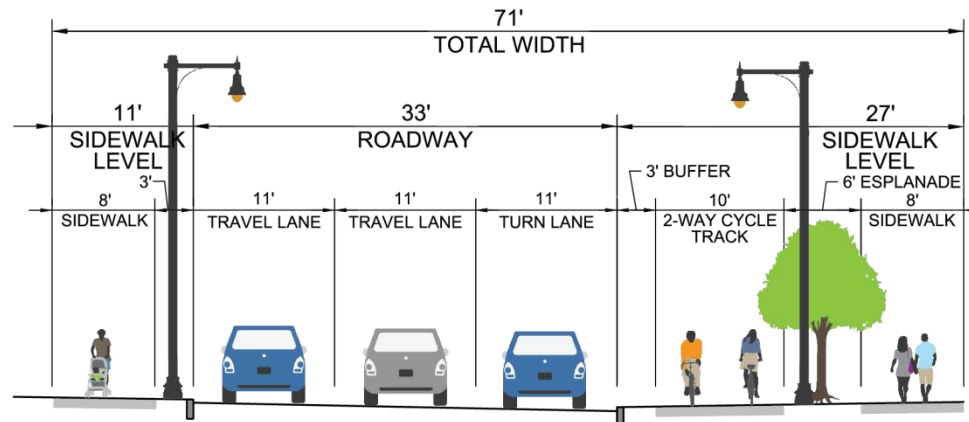 71'
TOTAL WIDTH
11'
SIDEWALK
LEVEL
33'
ROADWAY
27'
SIDEWALK
LEVEL
3'
8'
SIDEWALK
11'
TRAVEL LANE
11'
TRAVEL LANE
11'
TURN LANE
3' BUFFER
10'
2-WAY CYCLE
TRACK
6' ESPLANADE
8'
SIDEWALK